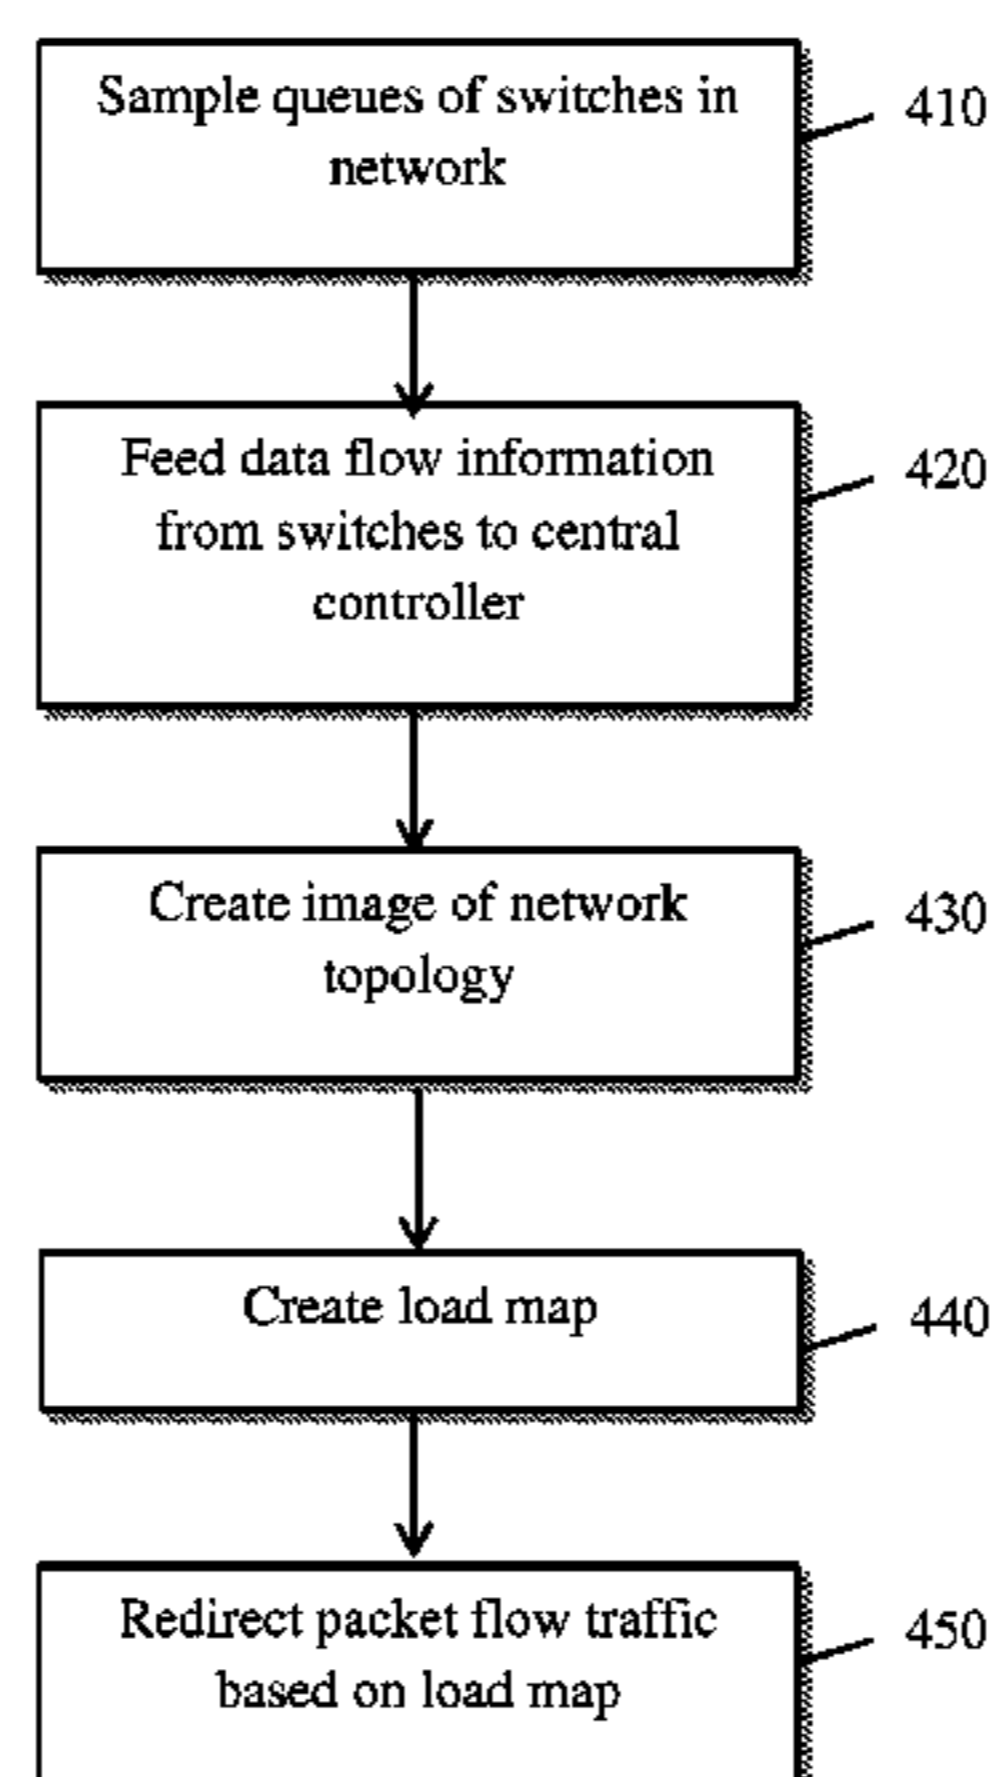 Sample queues of switches in
network
410
Feed data flow information
from switches to central
controller
420
Create image of network
topology
430
Create load map
440
Redirect packet flow traffic
based on load map
450